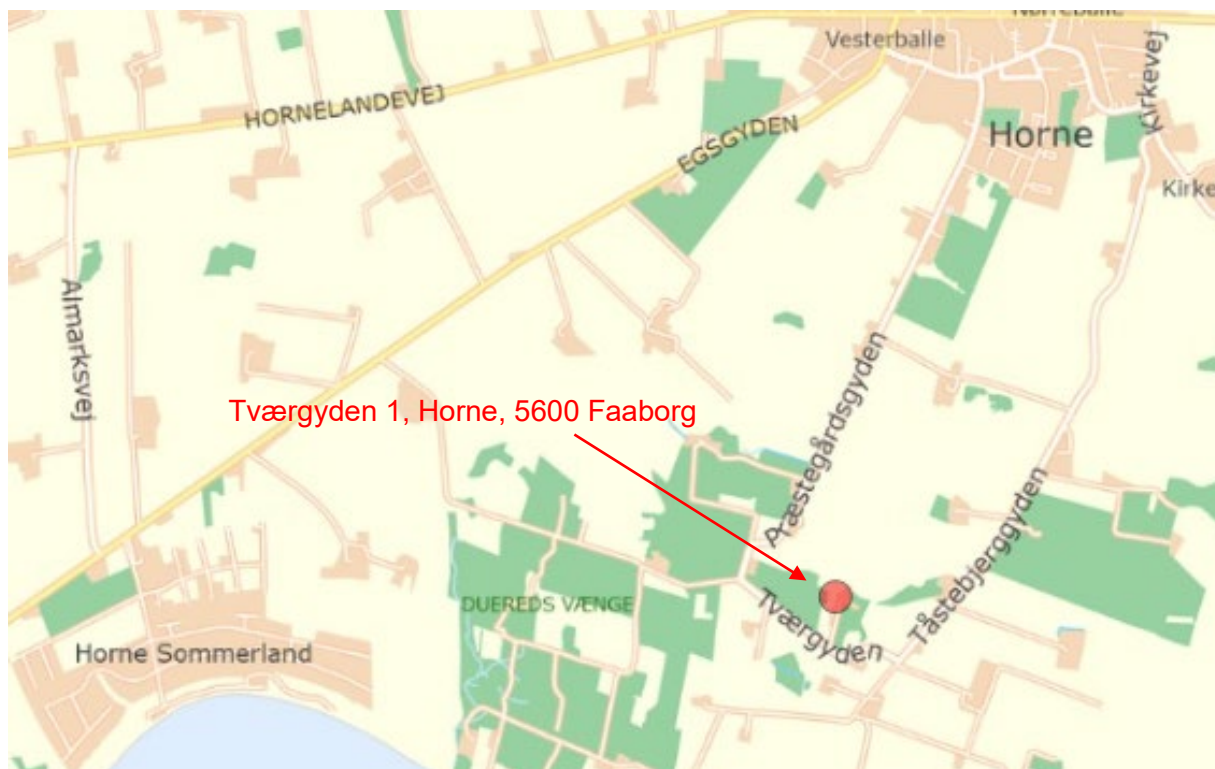 Nørreballe
Vesterballe
Kirkevej
HORNELANDEVEJ
EGSGYDEN
Horne
Kirke
Almarksvej
Præstegårdsgyden
Tværgyden 1, Horne, 5600 Faaborg
Tåstebjerggyden
DUEREDS VÆNGE
Tværgyden
Horne Sommerland